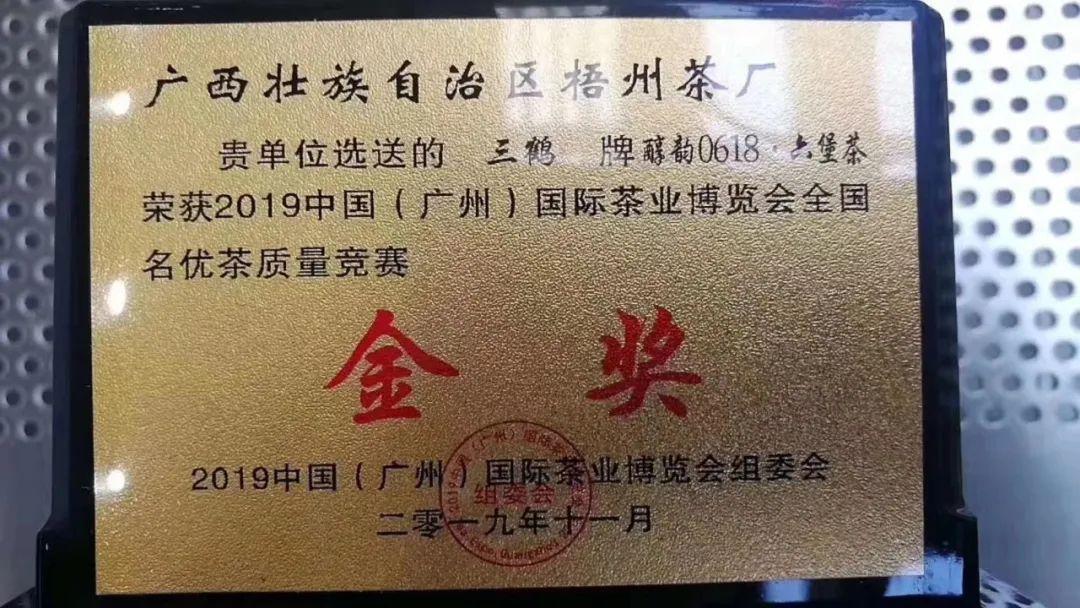 广西壮族自治区梧州茶厂
贵单位选送的 三鹤 牌醇韵0618·六堡茶
荣获2019中国（广州）国际茶业博览会全国
名优茶质量竞赛
金奖
2019中国（广州）国际茶业博览会组委会
组委会
二零一九年十一月